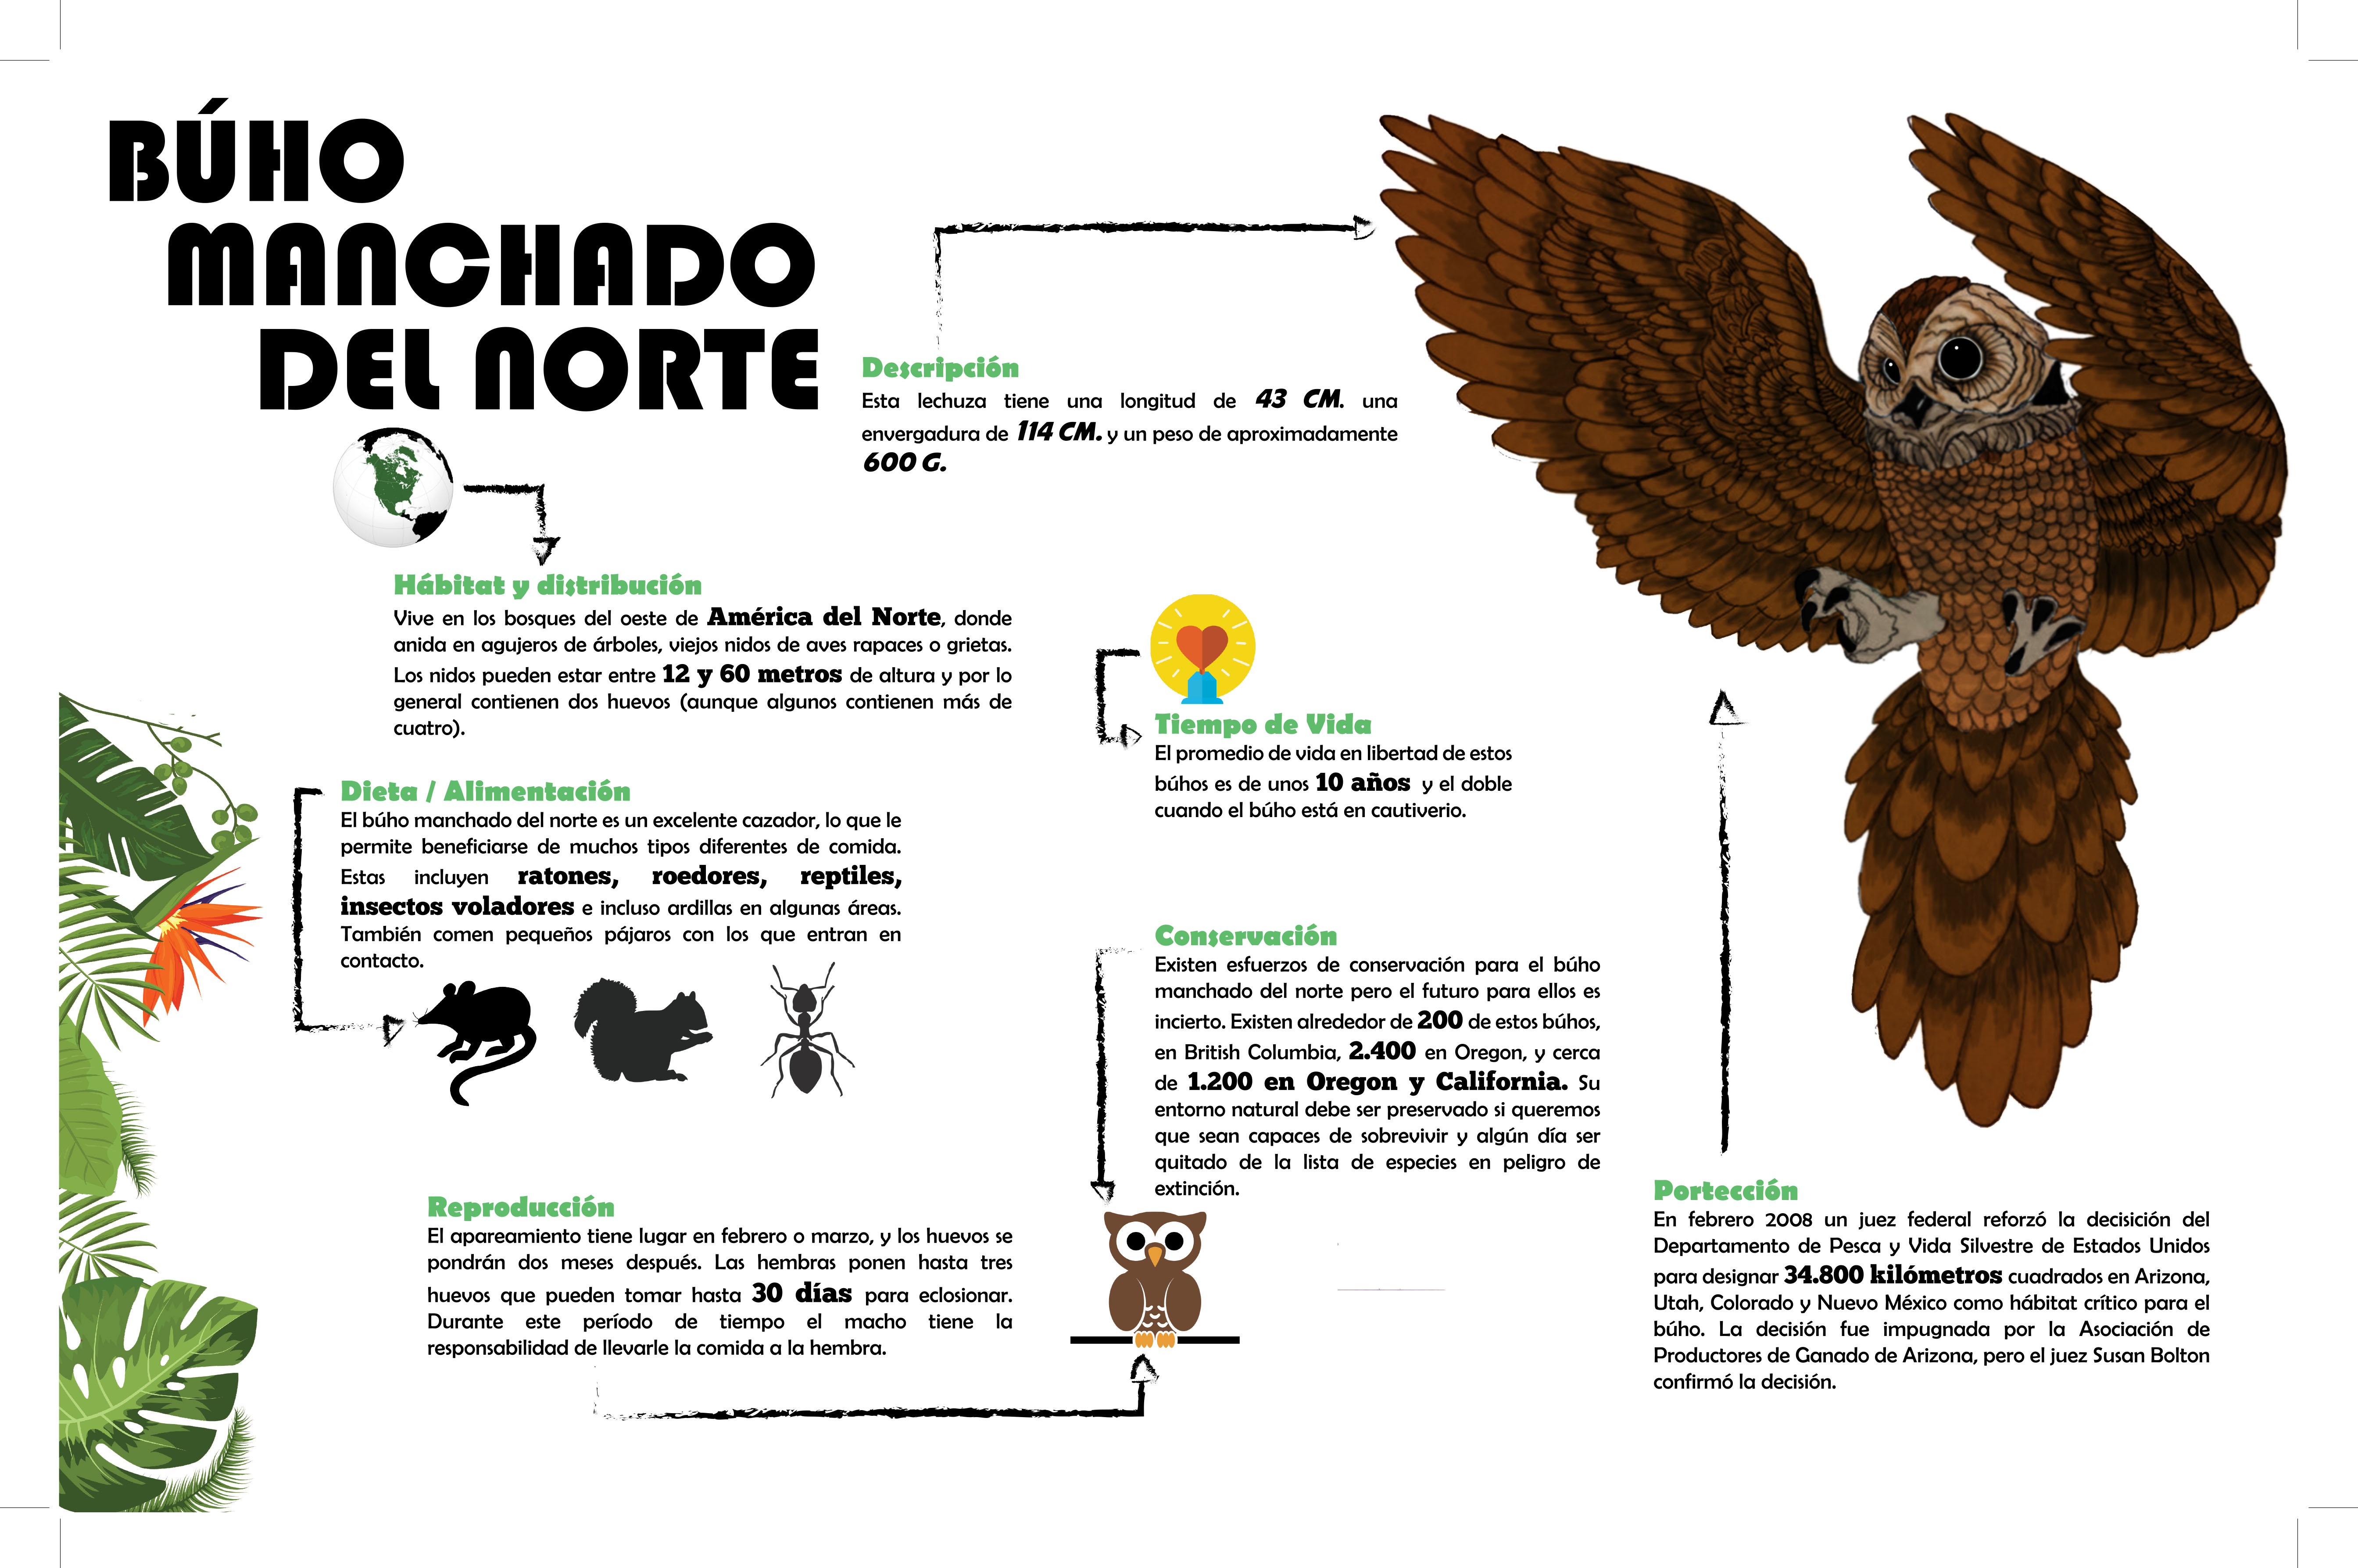 BÚHO
MANCHADO
DEL NORTE
Descripción
Esta lechuza tiene una longitud de 43 CM. una
envergadura de 114 CM. y un peso de aproximadamente
600 G.
Hábitat y distribución
Vive en los bosques del oeste de América del Norte, donde
anida en agujeros de árboles, viejos nidos de aves rapaces o grietas.
Los nidos pueden estar entre 12 y 60 metros de altura y por lo
general contienen dos huevos (aunque algunos contienen más de
cuatro).
Dieta / Alimentación
El búho manchado del norte es un excelente cazador, lo que le
permite beneficiarse de muchos tipos diferentes de comida.
Estas incluyen ratones, roedores, reptiles,
insectos voladores e incluso ardillas en algunas áreas.
También comen pequeños pájaros con los que entran en
contacto.
Reproducción
El apareamiento tiene lugar en febrero o marzo, y los huevos se
pondrán dos meses después. Las hembras ponen hasta tres
huevos que pueden tomar hasta 30 días para eclosionar.
Durante este período de tiempo el macho tiene la
responsabilidad de llevarle la comida a la hembra.
Tiempo de Vida
El promedio de vida en libertad de estos
búhos es de unos 10 años y el doble
cuando el búho está en cautiverio.
Conservación
Existen esfuerzos de conservación para el búho
manchado del norte pero el futuro para ellos es
incierto. Existen alrededor de 200 de estos búhos,
en British Columbia, 2.400 en Oregon, y cerca
de 1.200 en Oregon y California. Su
entorno natural debe ser preservado si queremos
que sean capaces de sobrevivir y algún día ser
quitado de la lista de especies en peligro de
extinción.
Portección
En febrero 2008 un juez federal reforzó la decisición del
Departamento de Pesca y Vida Silvestre de Estados Unidos
para designar 34.800 kilómetros cuadrados en Arizona,
Utah, Colorado y Nuevo México como hábitat crítico para el
búho. La decisión fue impugnada por la Asociación de
Productores de Ganado de Arizona, pero el juez Susan Bolton
confirmó la decisión.